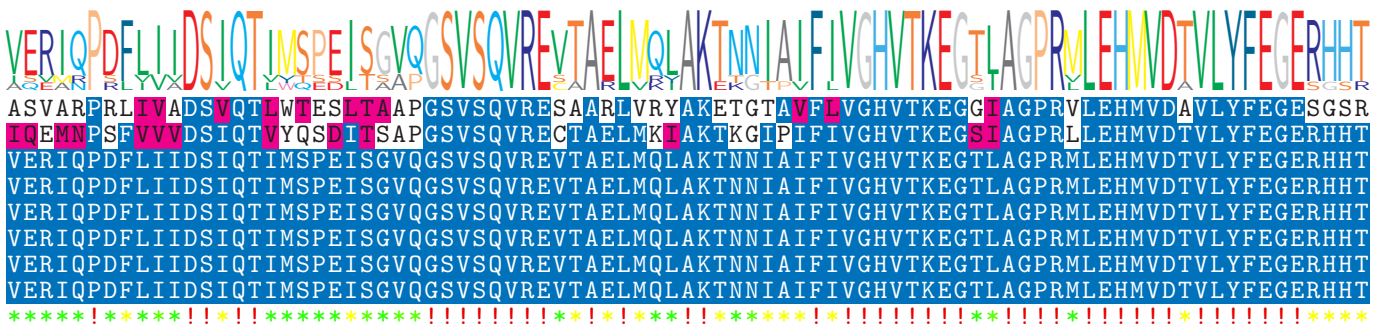 VERIQPDFLIIDSIQTIMSPEISGVQGSVSQVREVTAELMQLAKTNNIAIFIVGHVTKEGTLAGPRMLEHMVDTVLYFEGERHHT
ASVARPRLIVADSVQTLWTESLTAAPGSVSQVRESAARLVRYAKETGTAVFLVGHVTKEGGIAGPRVLEHMVDAVLYFEGESGSR
IQEMNPSFVVVDSIQTVYQSDITSAPGSVSQVRECTAELMKIAKTKGIPIFIVGHVTKEGSIAGPRLLEHMVDTVLYFEGERHHT
VERIQPDFLIIDSIQTIMSPEISGVQGSVSQVREVTAELMQLAKTNNIAIFIVGHVTKEGTLAGPRMLEHMVDTVLYFEGERHHT
VERIQPDFLIIDSIQTIMSPEISGVQGSVSQVREVTAELMQLAKTNNIAIFIVGHVTKEGTLAGPRMLEHMVDTVLYFEGERHHT
VERIQPDFLIIDSIQTIMSPEISGVQGSVSQVREVTAELMQLAKTNNIAIFIVGHVTKEGTLAGPRMLEHMVDTVLYFEGERHHT
VERIQPDFLIIDSIQTIMSPEISGVQGSVSQVREVTAELMQLAKTNNIAIFIVGHVTKEGTLAGPRMLEHMVDTVLYFEGERHHT
VERIQPDFLIIDSIQTIMSPEISGVQGSVSQVREVTAELMQLAKTNNIAIFIVGHVTKEGTLAGPRMLEHMVDTVLYFEGERHHT
VERIQPDFLIIDSIQTIMSPEISGVQGSVSQVREVTAELMQLAKTNNIAIFIVGHVTKEGTLAGPRMLEHMVDTVLYFEGERHHT
*****!*****!!*!!**********!!!!!!!!**!*!***!!******!*!!!!!!!!**!!!!*!!!!!!*!!!!!!!****